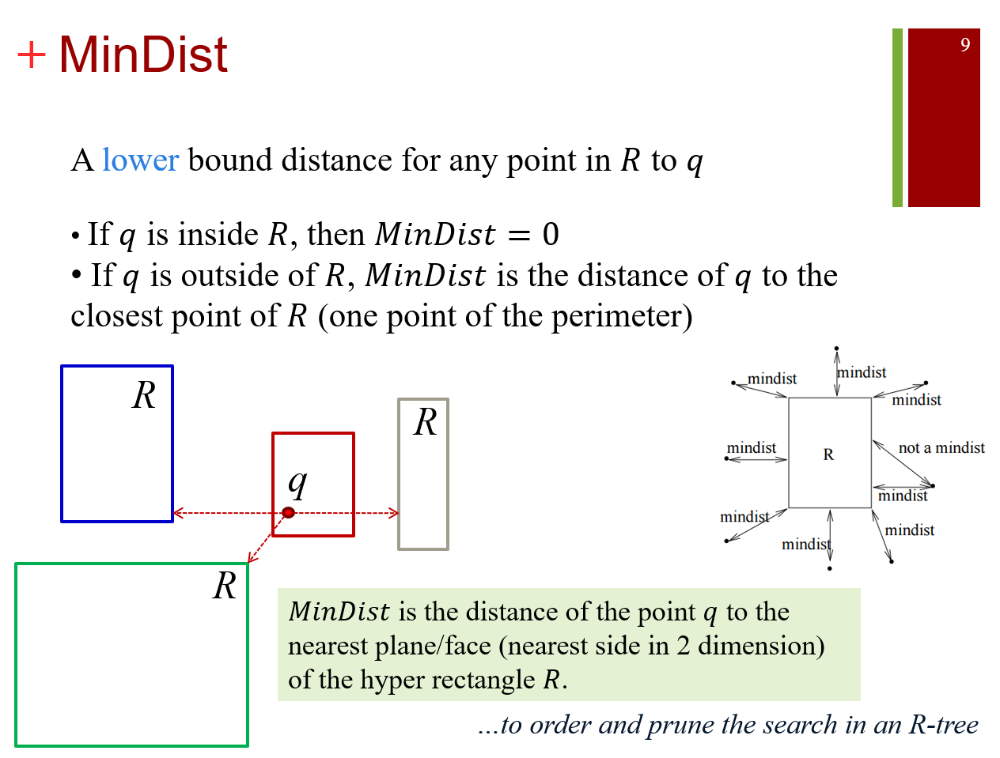 + MinDist
9
A lower bound distance for any point in R to q
• If q is inside R, then MinDist = 0
• If q is outside of R, MinDist is the distance of q to the
closest point of R (one point of the perimeter)
R
R
q
R
mindist
mindist
mindist
mindist
R
not a mindist
mindist
mindist
mindist
mindist
MinDist is the distance of the point q to the
nearest plane/face (nearest side in 2 dimension)
of the hyper rectangle R.
...to order and prune the search in an R-tree